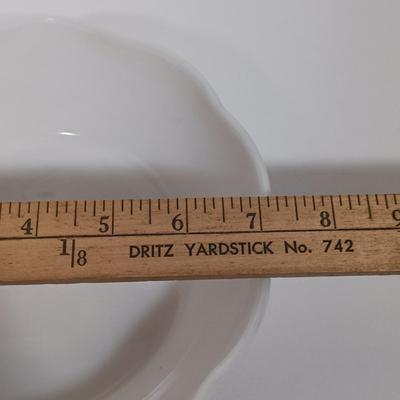 4 5 6 7 8 9
1/8 DRITZ YARDSTICK No. 742